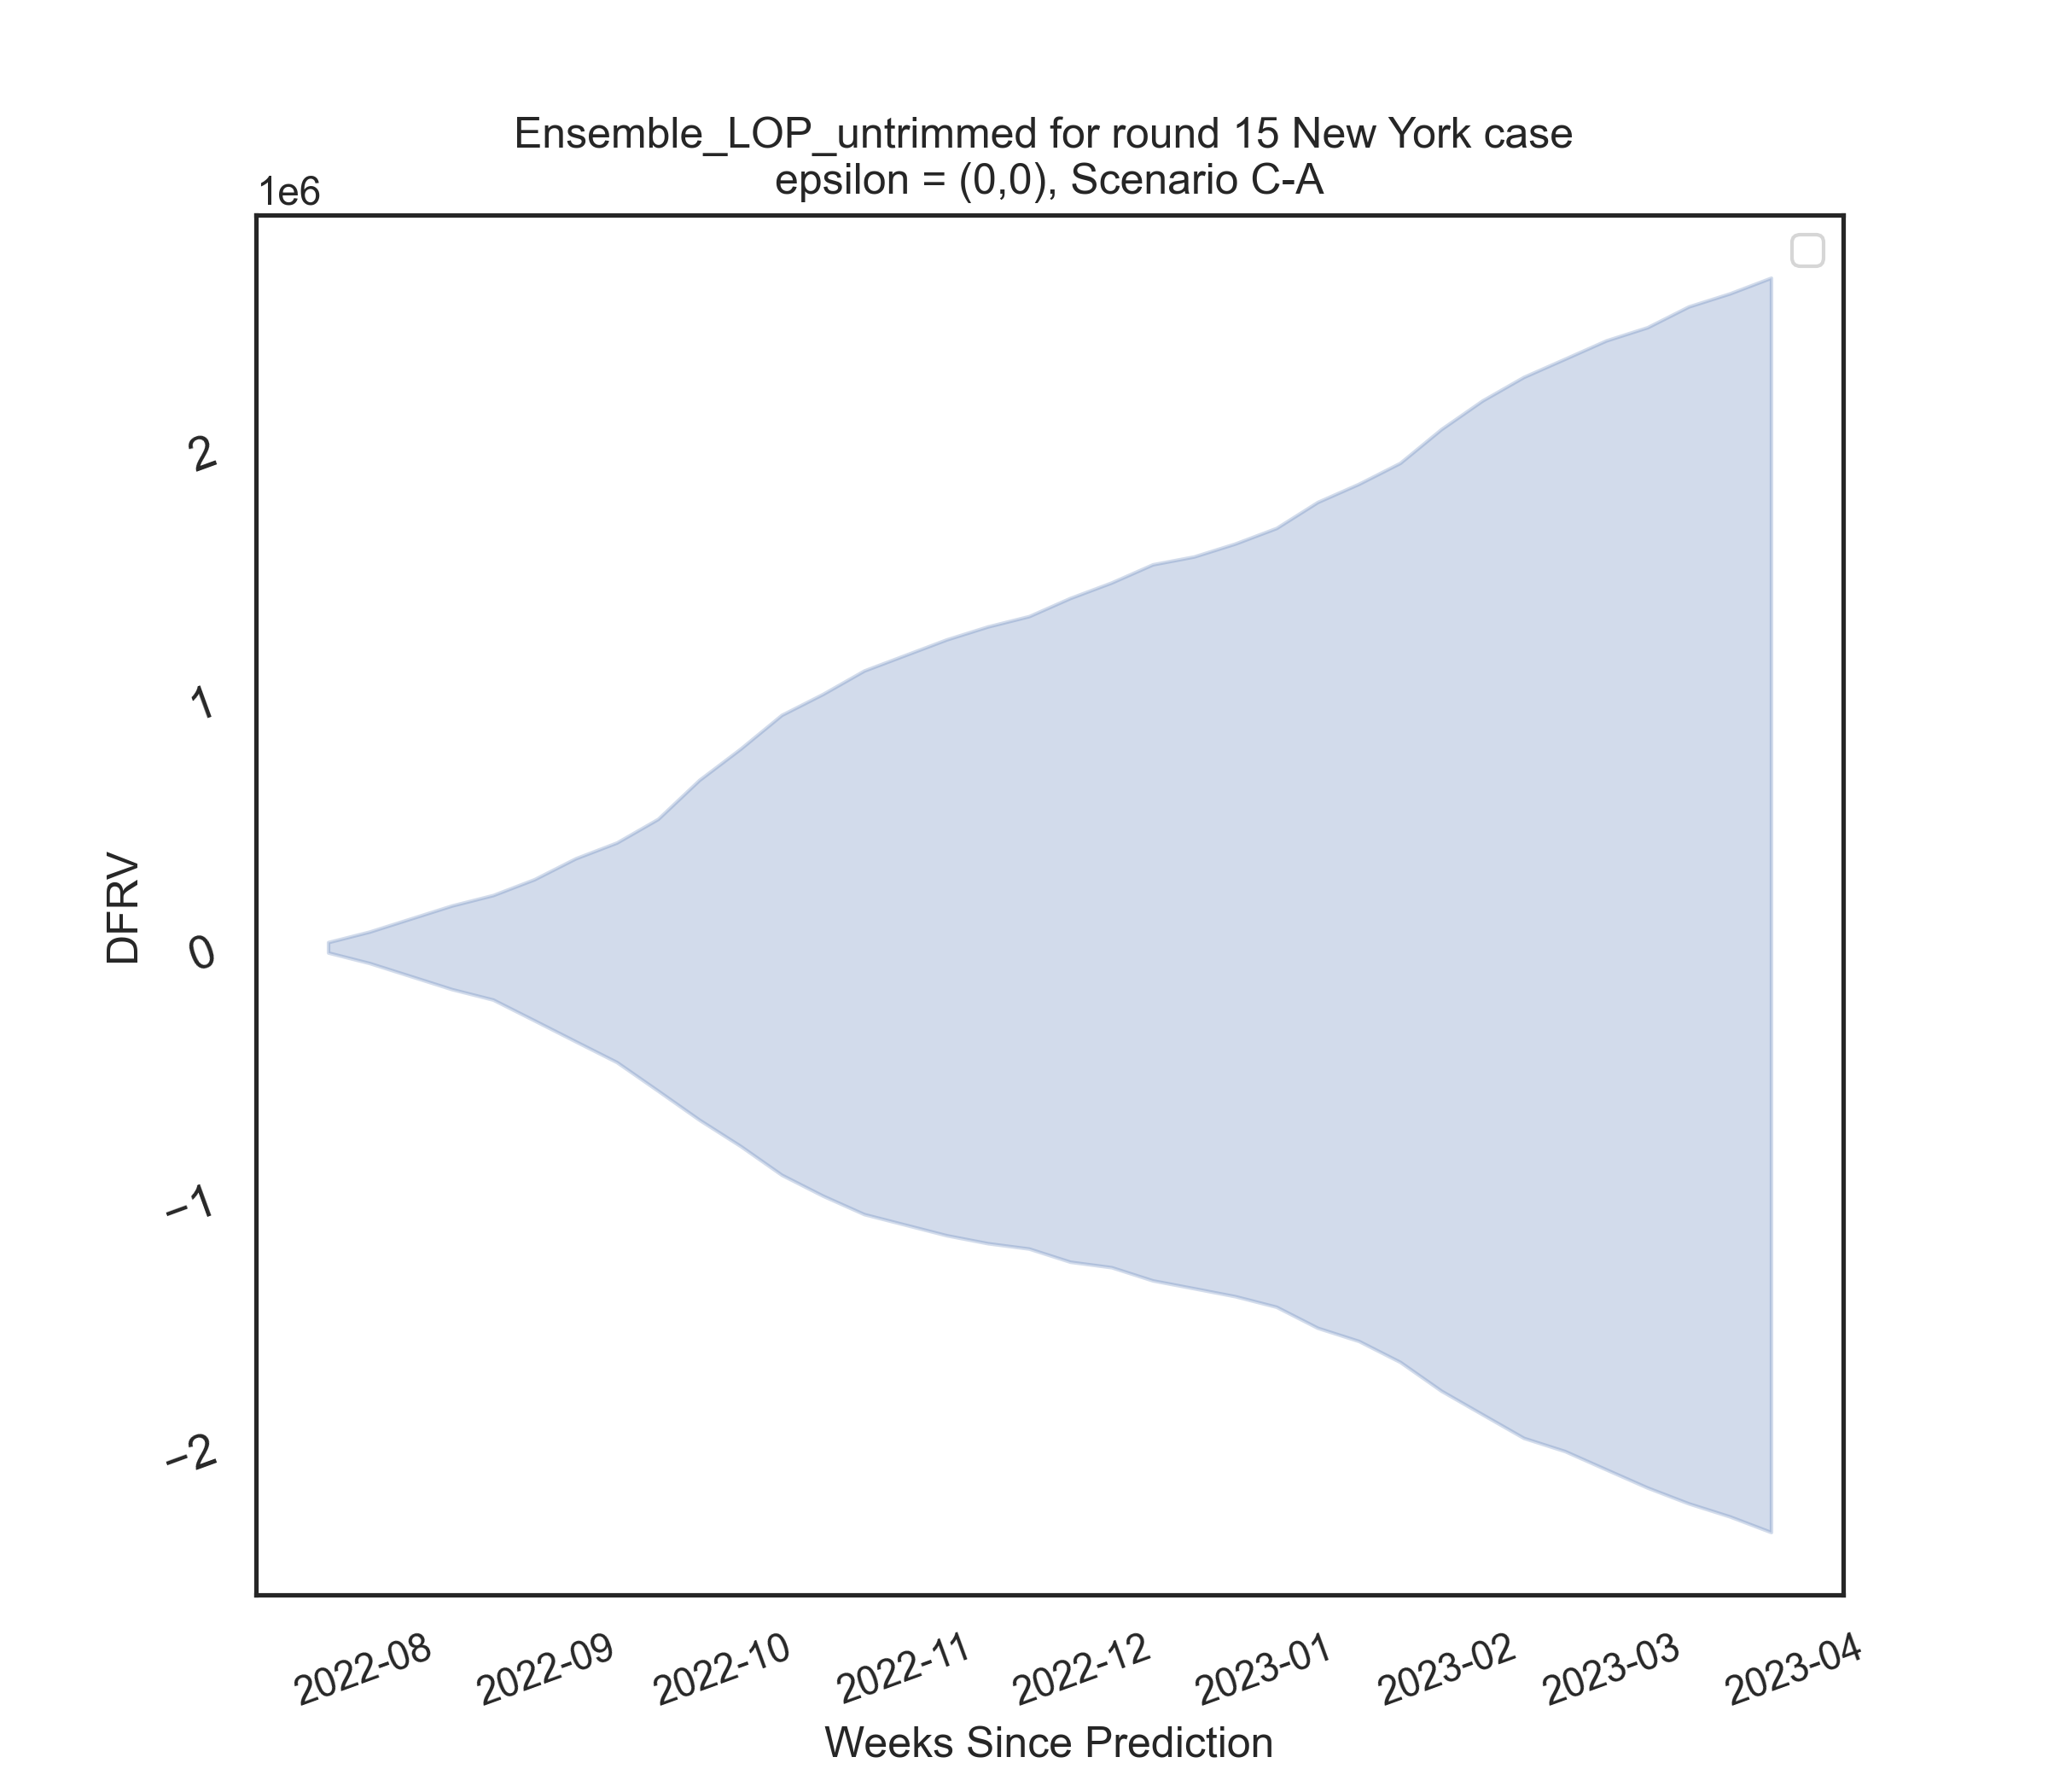 Ensemble_LOP_untrimmed for round 15 New York case
epsilon = (0,0), Scenario C-A
1e6
2
1
0
−1
−2
DFRV
2022-08
2022-09
2022-10
2022-11
2022-12
2023-01
2023-02
2023-03
2023-04
Weeks Since Prediction